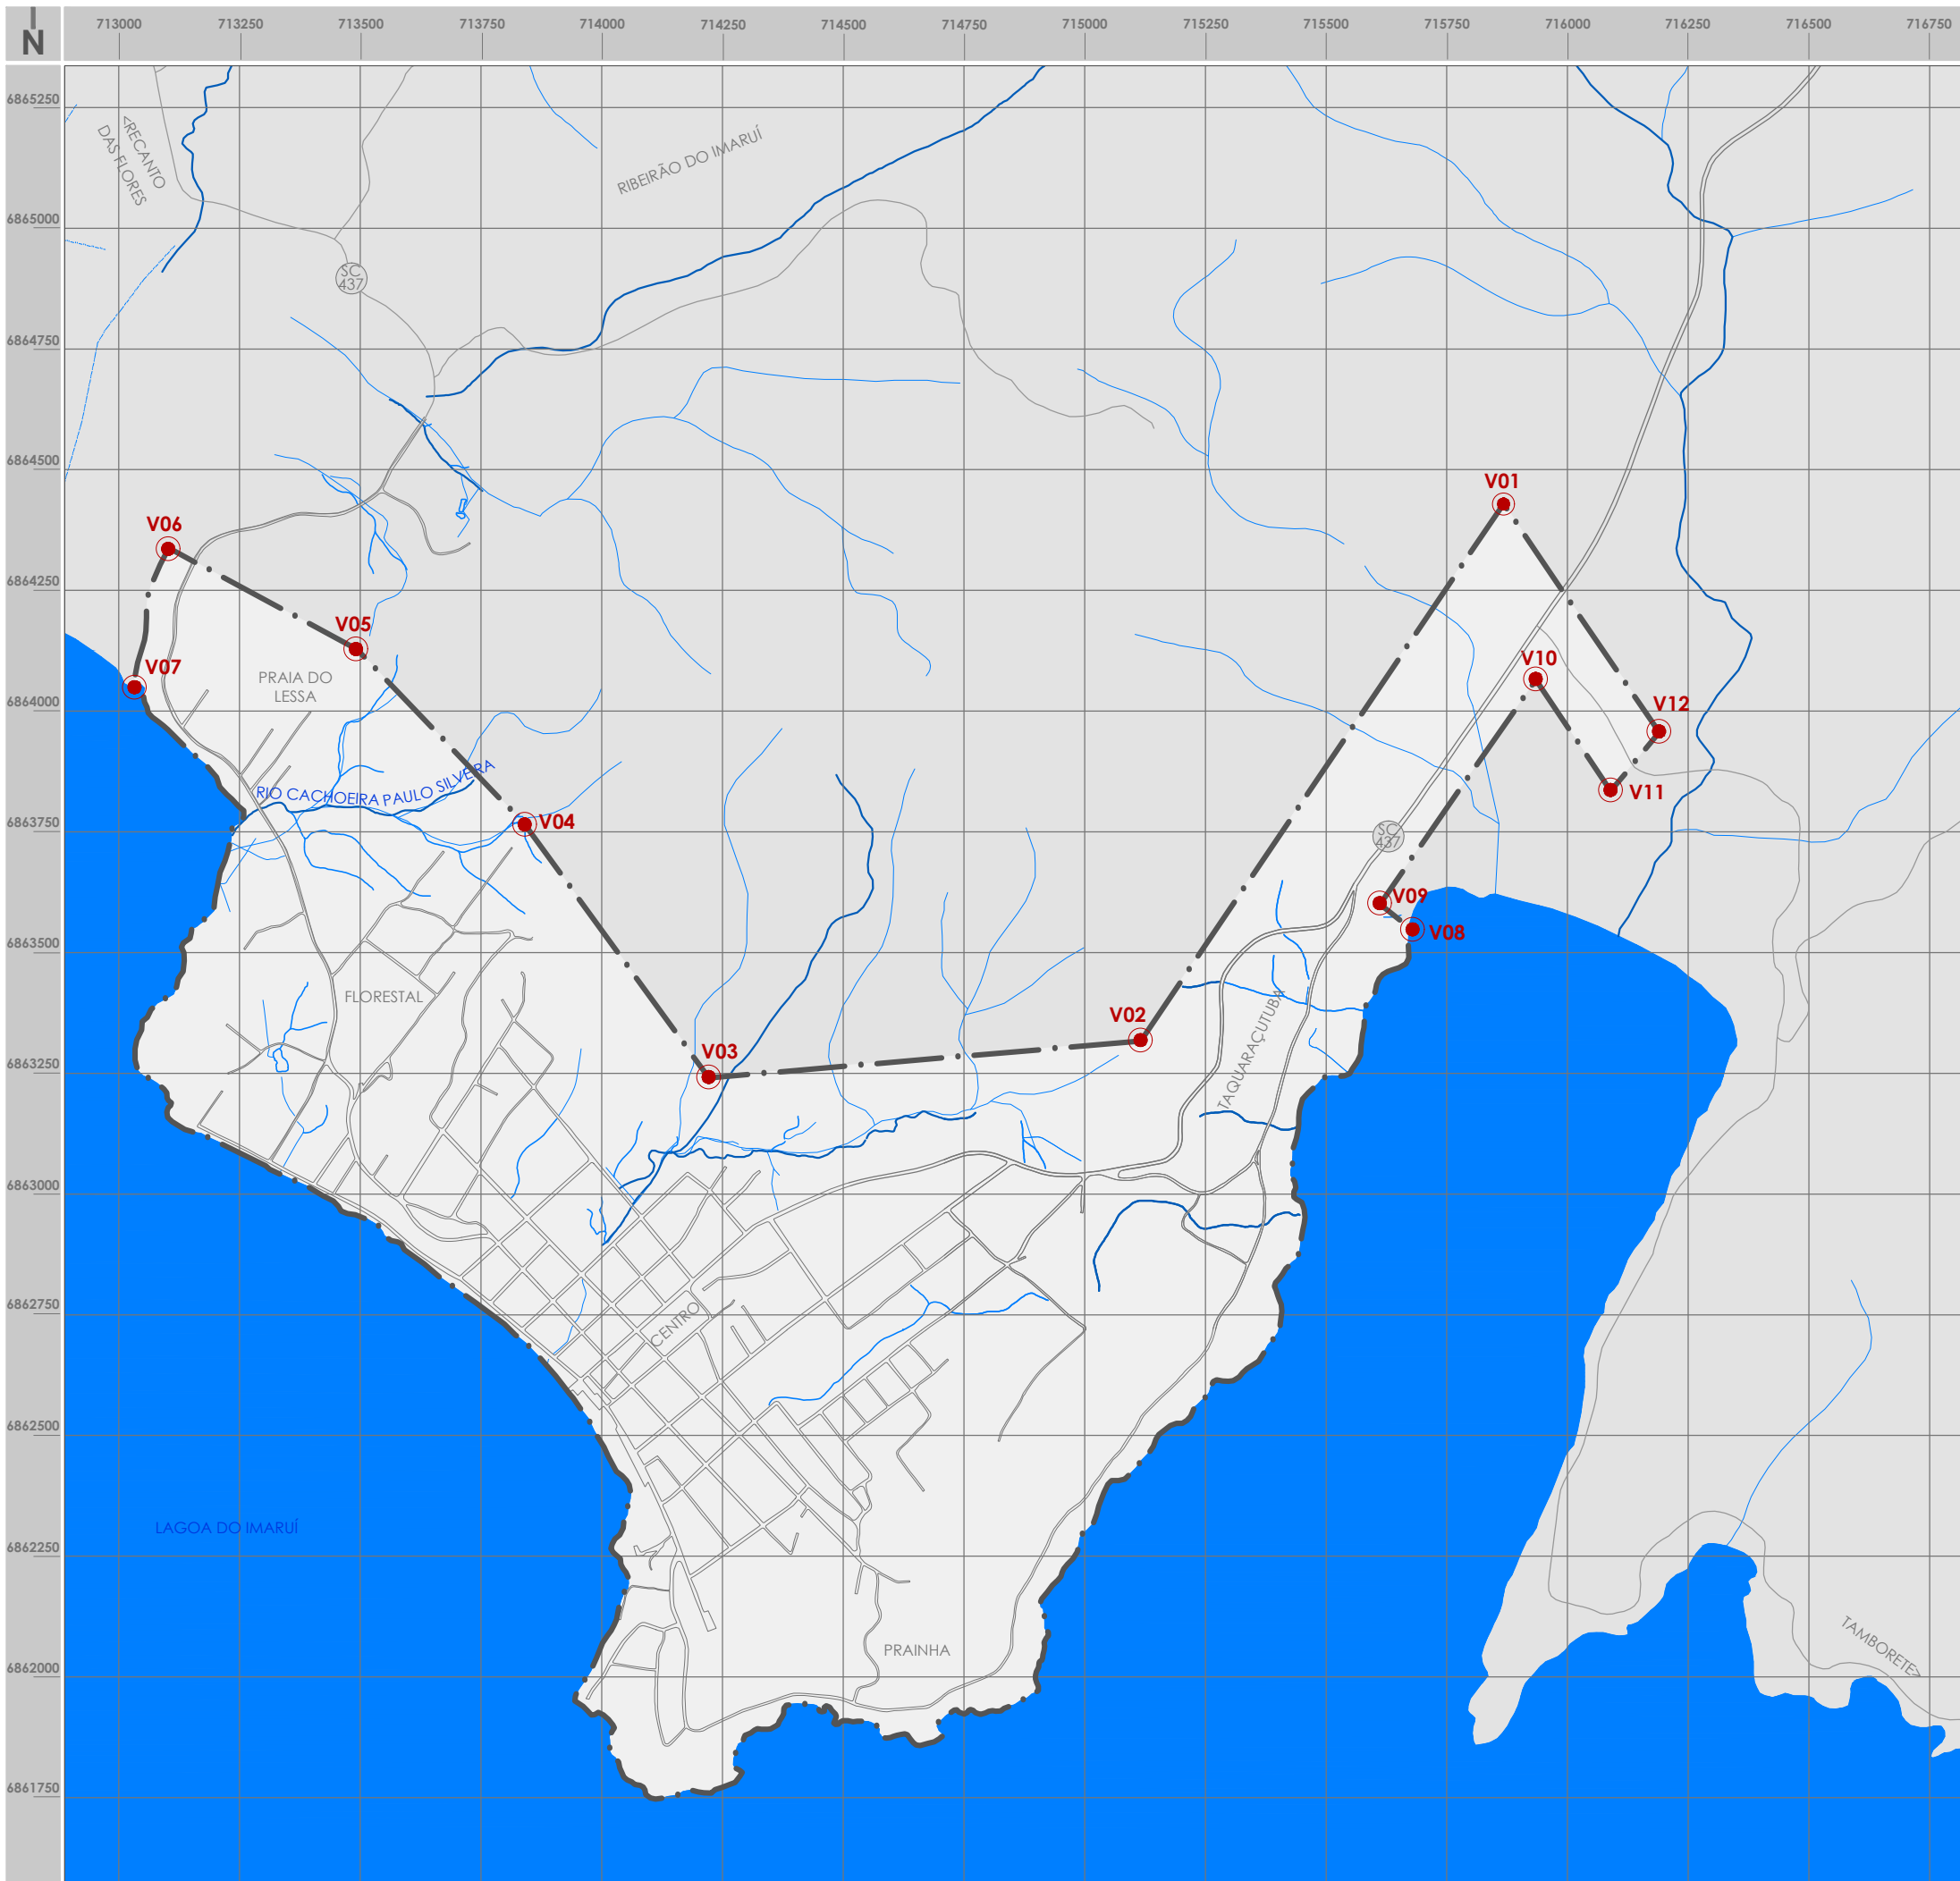 N
713000 713250 713500 713750 714000 714250 714500 714750 715000 715250 715500 715750 716000 716250 716500 716750
6865250
<RECANTO
DAS FLORES
RIBEIRÃO DO IMARUÍ
6865000
SC
437
6864750
6864500
V01
V06
6864250
V05
V07
PRAIA DO
LESSA
V10
6864000
V12
RIO CACHOEIRA PAULO SILVERA
V11
V04
6863750
SC
437
V09
V08
6863500
FLORESTAL
V02
TAQUARAÇUTUBA
V03
6863250
6863000
6862750
CENTRO
6862500
LAGOA DO IMARUÍ
6862250
PRAINHA
TAMBORETE>
6862000
6861750